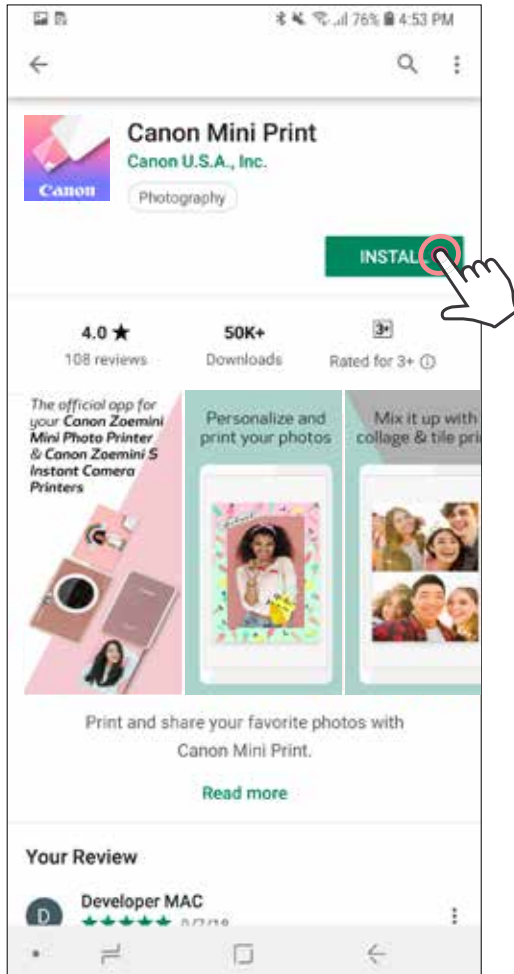 76% 4:53 PM
Canon Mini Print
Canon U.S.A., Inc.
Canon
Photography
INSTALL
4.0 ★
108 reviews
50K+
Downloads
3+
Rated for 3+
The official app for
your Canon Zoemini
Mini Photo Printer
& Canon Zoemini S
Instant Camera
Printers
Personalize and
print your photos
Mix it up with
collage & tile pri
Print and share your favorite photos with
Canon Mini Print.
Read more
Your Review
D
Developer MAC